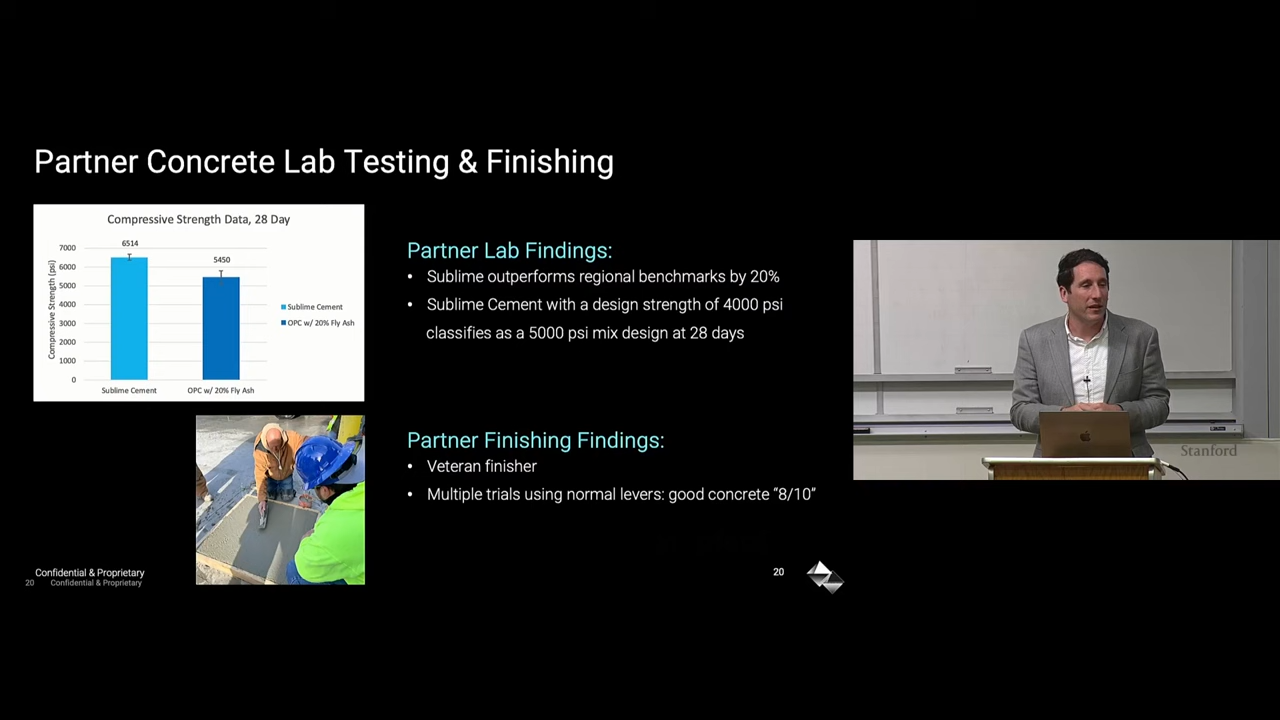 Partner Concrete Lab Testing & Finishing
Compressive Strength Data, 28 Day
Compressive Strength (psi)
7000
6000
5000
4000
3000
2000
1000
0
6514
5450
Sublime Cement
OPC w/ 20% Fly Ash
Sublime Cement
OPC w/ 20% Fly Ash
Partner Lab Findings:
• Sublime outperforms regional benchmarks by 20%
• Sublime Cement with a design strength of 4000 psi
classifies as a 5000 psi mix design at 28 days
Partner Finishing Findings:
• Veteran finisher
• Multiple trials using normal levers: good concrete “8/10”
Confidential & Proprietary
20 Confidential & Proprietary
20
Stanford